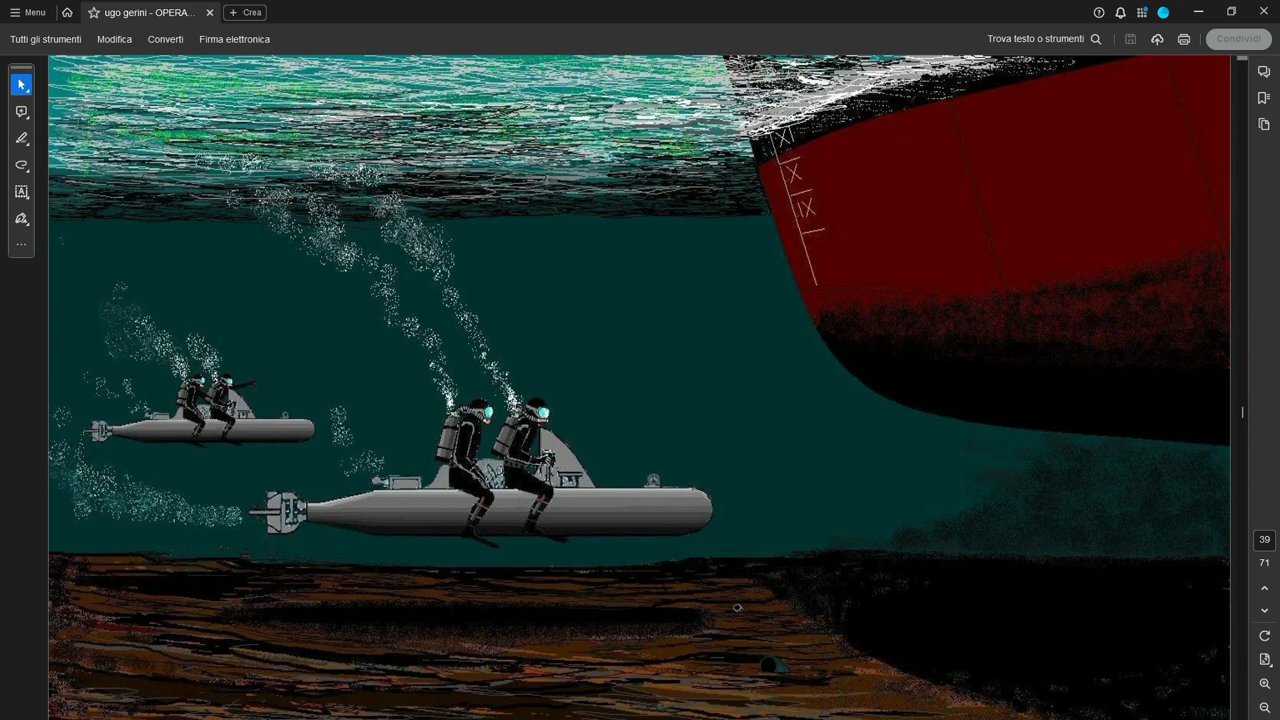 Menu
ugo gerini - OPERA...
Crea
Tutti gli strumenti
Modifica
Converti
Firma elettronica
Trova testo o strumenti
Condividi
XI
X
IX
39
71